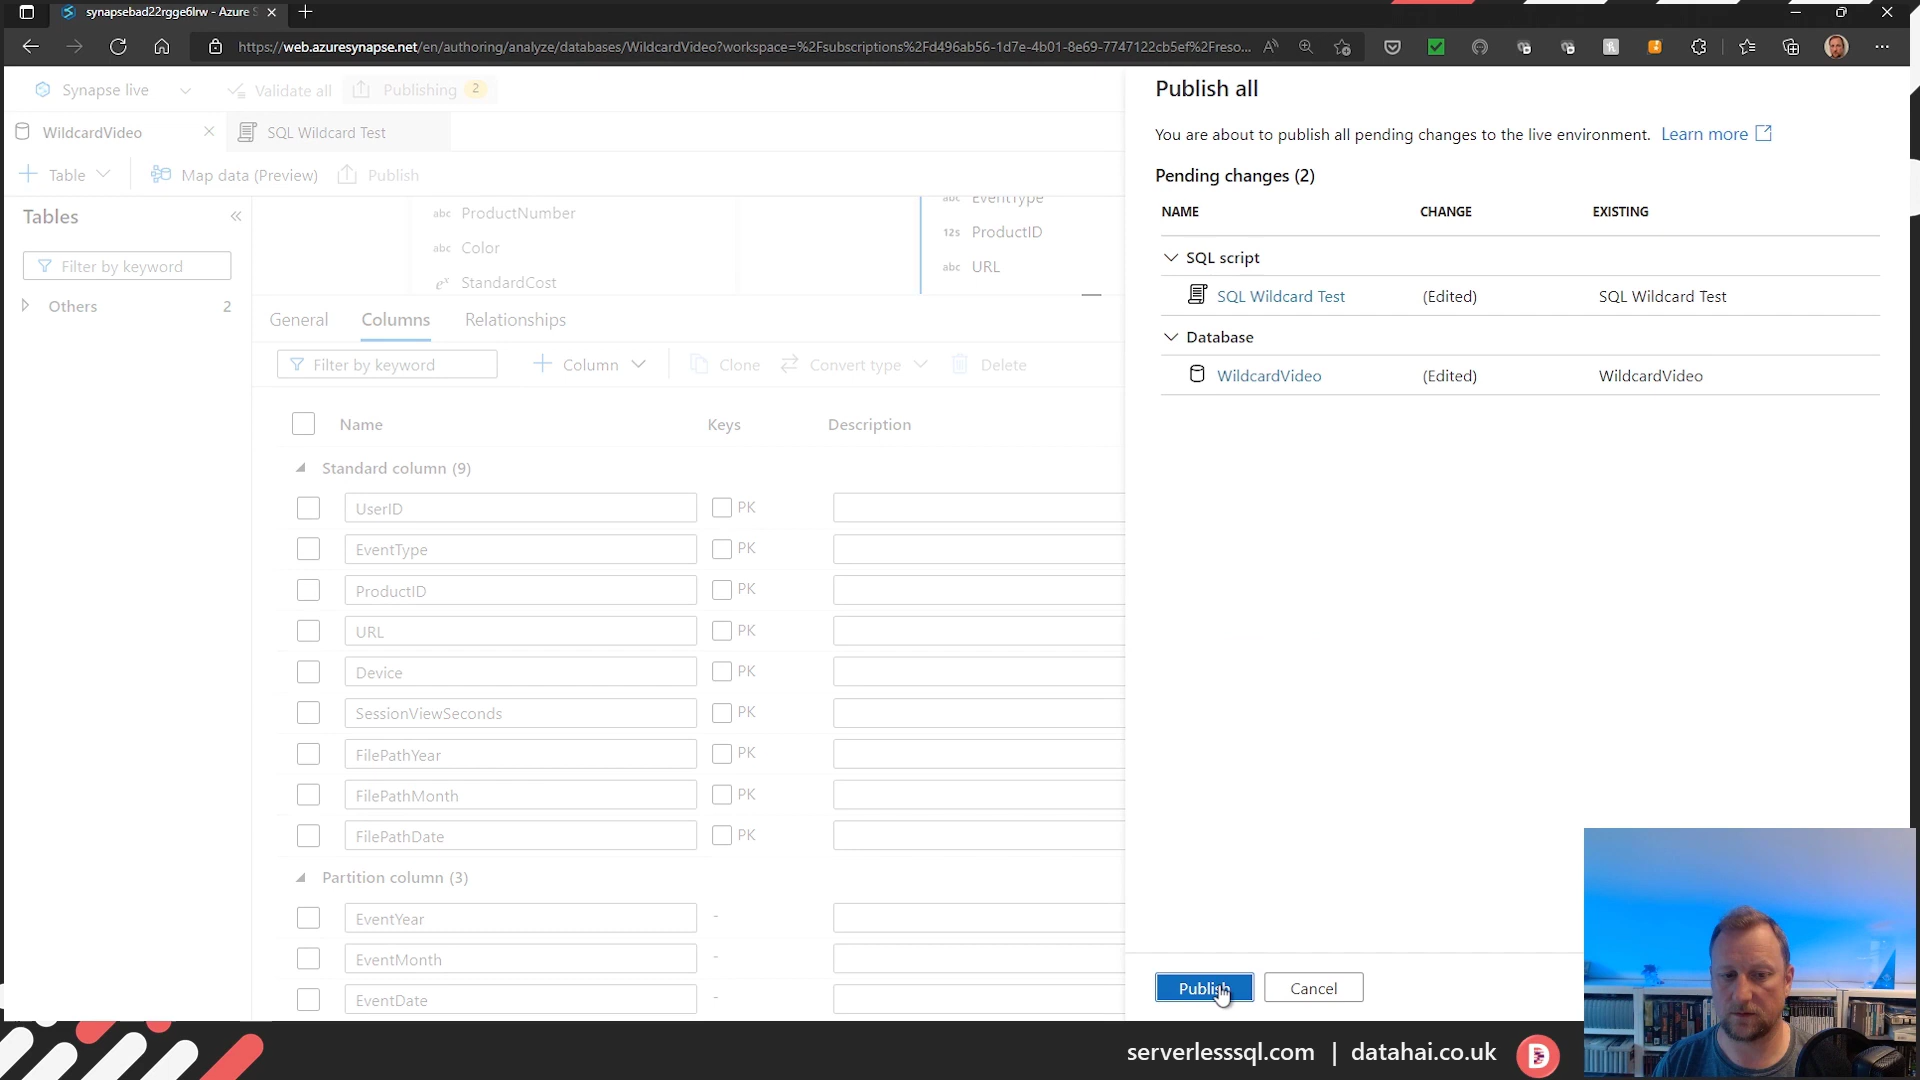 synapsebad22rgge6lrw - Azure S
https://web.azuresynapse.net/en/authoring/analyze/databases/WildcardVideo?workspace=%2Fsubscriptions%2Fd496ab56-1d7e-4b01-8e69-7747122cb5ef%2Freso...
Synapse live
Validate all
Publishing 2
WildcardVideo
SQL Wildcard Test
Table
Map data (Preview)
Publish
Tables
Filter by keyword
Others 2
abc ProductNumber
abc Color
eˣ StandardCost
abc EventType
12s ProductID
abc URL
General Columns Relationships
Filter by keyword
Column
Clone
Convert type
Delete
Name Keys Description
Standard column (9)
UserID PK
EventType PK
ProductID PK
URL PK
Device PK
SessionViewSeconds PK
FilePathYear PK
FilePathMonth PK
FilePathDate PK
Partition column (3)
EventYear -
EventMonth -
EventDate -
Publish all
You are about to publish all pending changes to the live environment. Learn more
Pending changes (2)
NAME CHANGE EXISTING
SQL script
SQL Wildcard Test (Edited) SQL Wildcard Test
Database
WildcardVideo (Edited) WildcardVideo
Publish Cancel
serverlesssql.com | datahai.co.uk
D